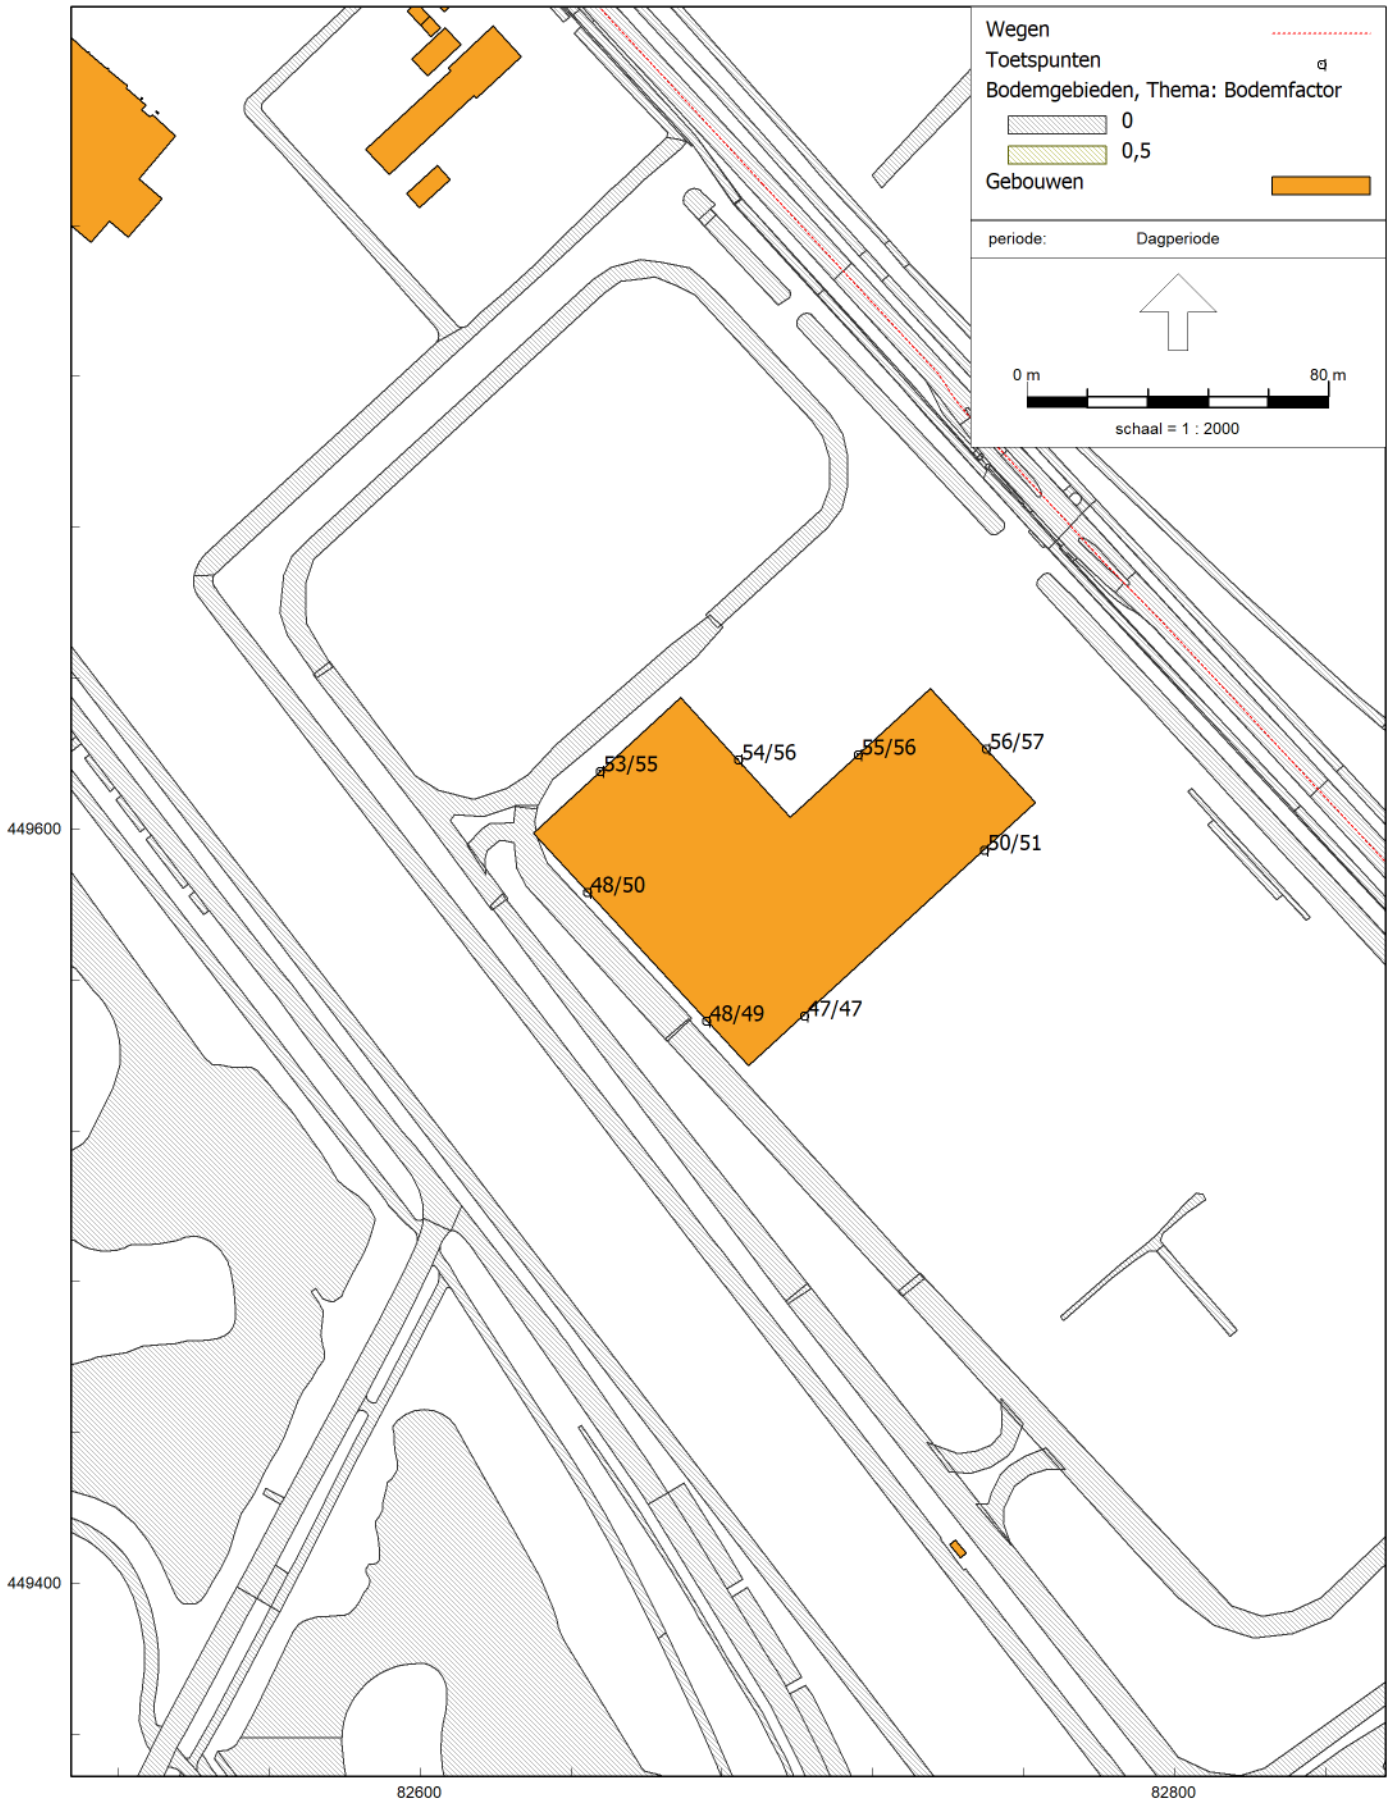 Wegen
Toetspunten
Bodemgebieden, Thema: Bodemfactor
0
0,5
Gebouwen
periode: Dagperiode
0 m 80 m
schaal = 1 : 2000
53/55
54/56
55/56
56/57
50/51
48/50
48/49
47/47
449600
449400
82600
82800